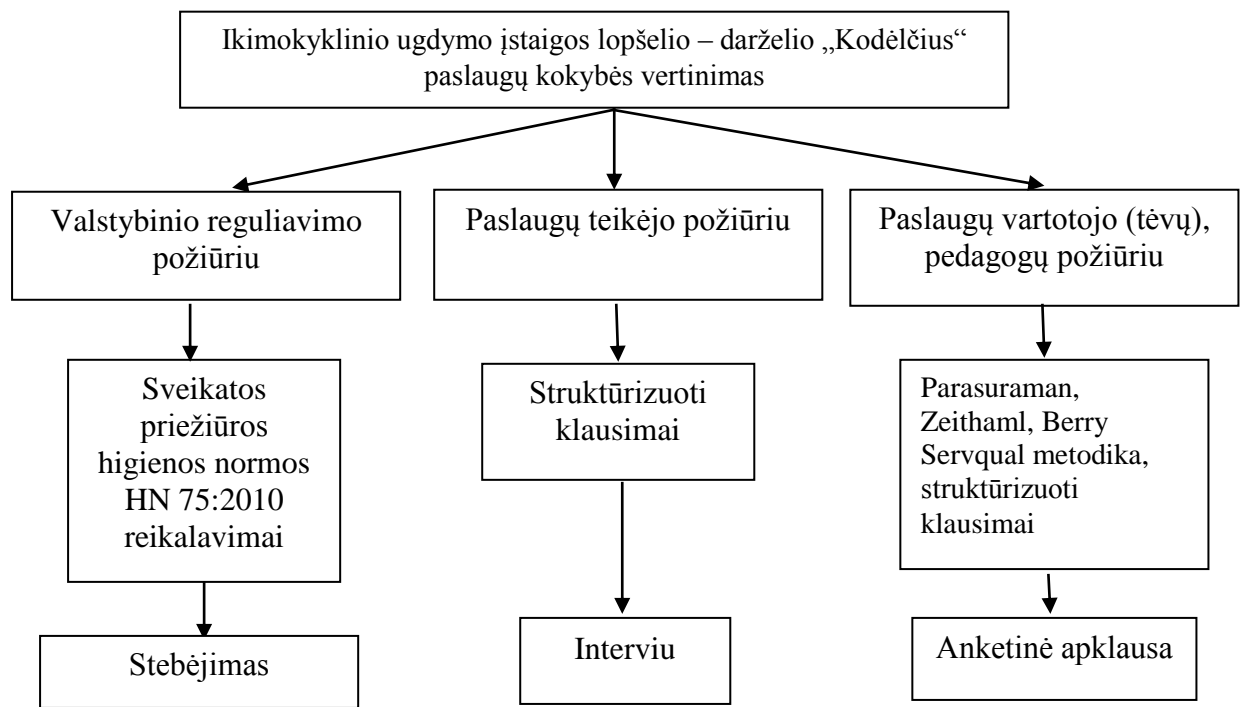 Ikimokyklinio ugdymo įstaigos lopšelio – darželio „Kodėlčius“
paslaugų kokybės vertinimas
Valstybinio reguliavimo
požiūriu
Paslaugų teikėjo požiūriu
Paslaugų vartotojo (tėvų),
pedagogų požiūriu
Sveikatos
priežiūros
higienos normos
HN 75:2010
reikalavimai
Struktūrizuoti
klausimai
Parasuraman,
Zeithaml, Berry
Servqual metodika,
struktūrizuoti
klausimai
Stebėjimas
Interviu
Anketinė apklausa